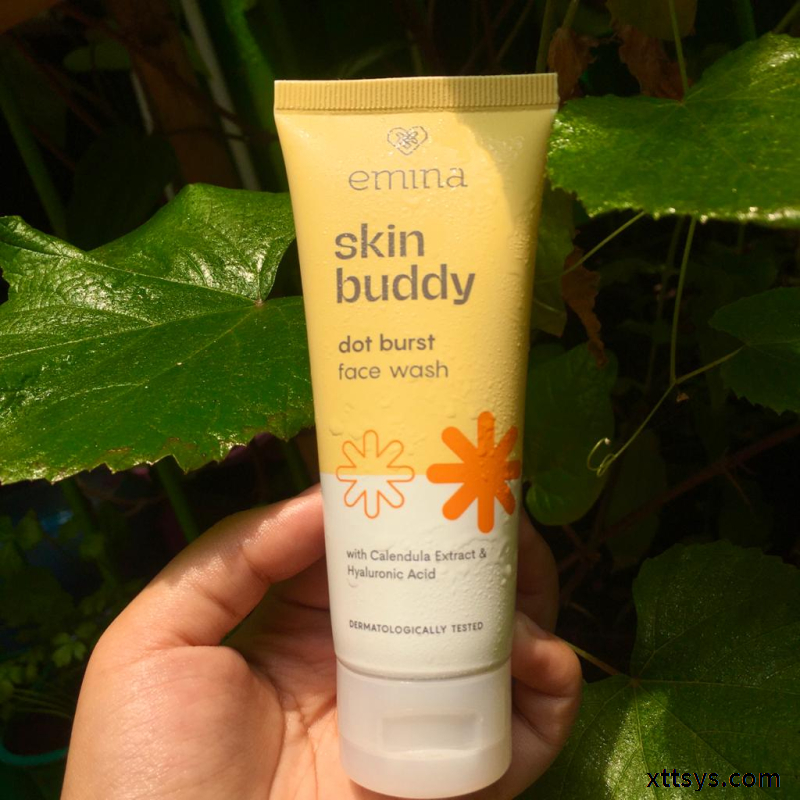 emina
skin
buddy
dot burst
face wash
with Calendula Extract &
Hyaluronic Acid
DERMATOLOGICALLY TESTED
xttsys.com